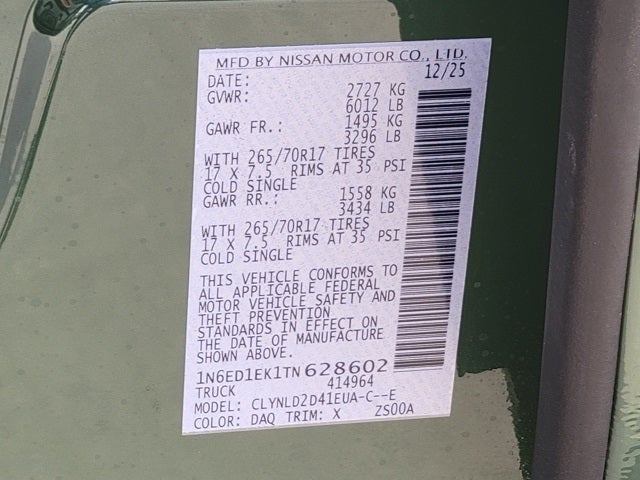 MFD BY NISSAN MOTOR CO., LTD.
DATE: 12/25
GVWR: 2727 KG
6012 LB
GAWR FR.: 1495 KG
3296 LB
WITH 265/70R17 TIRES
17 X 7.5 RIMS AT 35 PSI
COLD SINGLE
GAWR RR.: 1558 KG
3434 LB
WITH 265/70R17 TIRES
17 X 7.5 RIMS AT 35 PSI
COLD SINGLE
THIS VEHICLE CONFORMS TO
ALL APPLICABLE FEDERAL
MOTOR VEHICLE SAFETY AND
THEFT PREVENTION
STANDARDS IN EFFECT ON
THE DATE OF MANUFACTURE
SHOWN ABOVE.
1N6ED1EK1TN628602
TRUCK 414964
MODEL: CLYNLD2D41EUA-C--E
COLOR: DAQ TRIM: X ZS00A